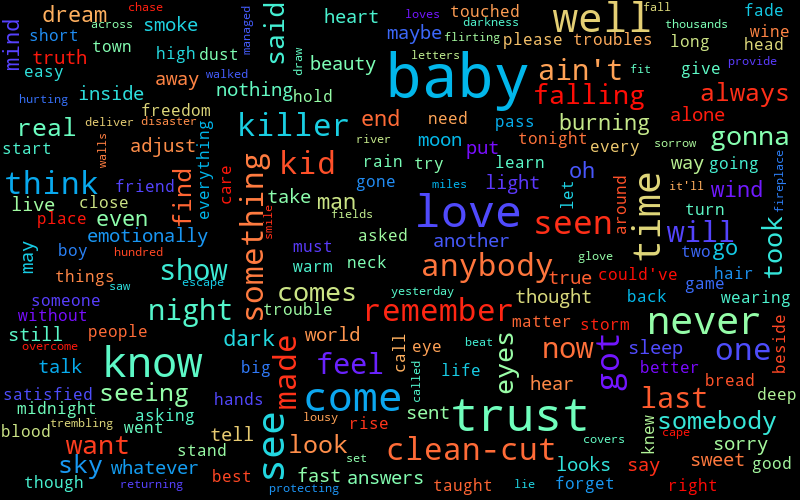 dream
chase
across
smoke
said
heart
loves
touched
darkness
well
fall
thousands
fade
mind
short
town
managed
maybe
flirting
please
troubles
long
wine
head
truth
high
dust
draw
beauty
letters
baby
ain't
fit
give
provide
easy
away
walked
nothing
hold
falling
always
hurting
inside
freedom
real
deliver
disaster
killer
end
need
pass
burning
alone
start
walls
adjust
everything
river
moon
put
tonight
every
sorrow
gonna
think
friend
find
care
something
kid
rain
try
learn
way
going
live
close
gone
miles
light
oh
let
around
time
it'll
wind
fireplace
place
even
smile
take
man
fields
love
seen
turn
emotionally
asked
another
will
two
go
took
may
boy
hundred
must
glove
things
saw
show
escape
warm
neck
anybody
true
could've
game
hair
someone
without
night
trouble
comes
yesterday
thought
back
wearing
still
people
dark
world
remember
matter
storm
never
beside
overcome
talk
know
big
made
feel
call
eye
beat
eyes
now
got
sleep
one
satisfied
seeing
hands
come
called
life
hear
better
bread
deep
midnight
asking
lousy
sent
trust
last
blood
trembling
went
tell
see
rise
knew
somebody
want
stand
look
set
clean-cut
covers
cape
sorry
sky
whatever
best
fast
answers
looks
say
sweet
good
though
returning
protecting
taught
lie
forget
right